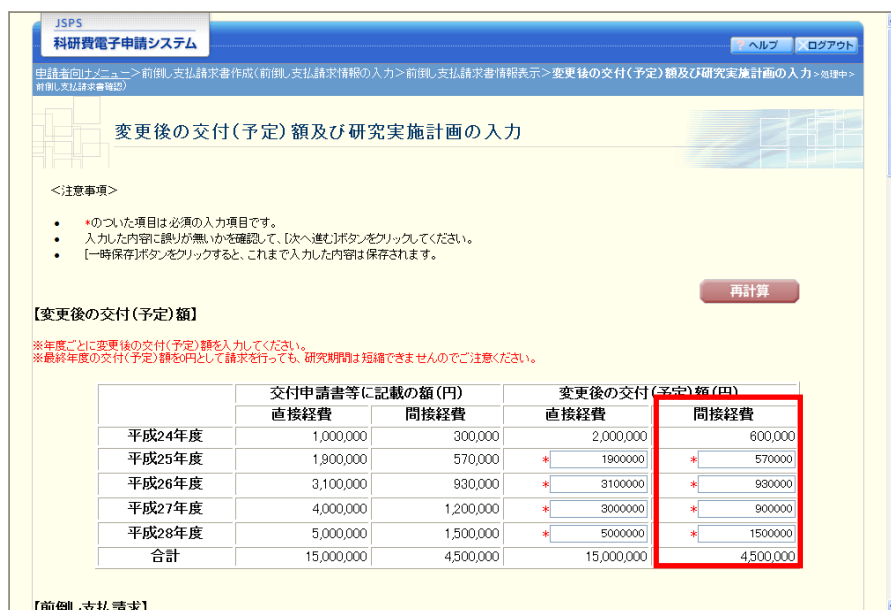 JSPS
科研費電子申請システム
ヘルプ
ログアウト
申請者向けメニュー>前倒し支払請求書作成(前倒し支払請求情報の入力>前倒し支払請求書情報表示>変更後の交付(予定)額及び研究実施計画の入力>処理中>
前倒し支払請求書確認)
変更後の交付(予定)額及び研究実施計画の入力
<注意事項>
• *のついた項目は必須の入力項目です。
• 入力した内容に誤りが無いかを確認して、[次へ進む]ボタンをクリックしてください。
• [一時保存]ボタンをクリックすると、これまで入力した内容は保存されます。
再計算
【変更後の交付(予定)額】
※年度ごとに変更後の交付(予定)額を入力してください。
※最終年度の交付(予定)額を0円として請求を行っても、研究期間は短縮できませんのでご注意ください。
交付申請書等に記載の額(円) 変更後の交付(予定)額(円)
直接経費 間接経費 直接経費 間接経費
平成24年度 1,000,000 300,000 2,000,000 600,000
平成25年度 1,900,000 570,000 * 1900000 * 570000
平成26年度 3,100,000 930,000 * 3100000 * 930000
平成27年度 4,000,000 1,200,000 * 3000000 * 900000
平成28年度 5,000,000 1,500,000 * 5000000 * 1500000
合計 15,000,000 4,500,000 15,000,000 4,500,000
【前倒し支払請求】